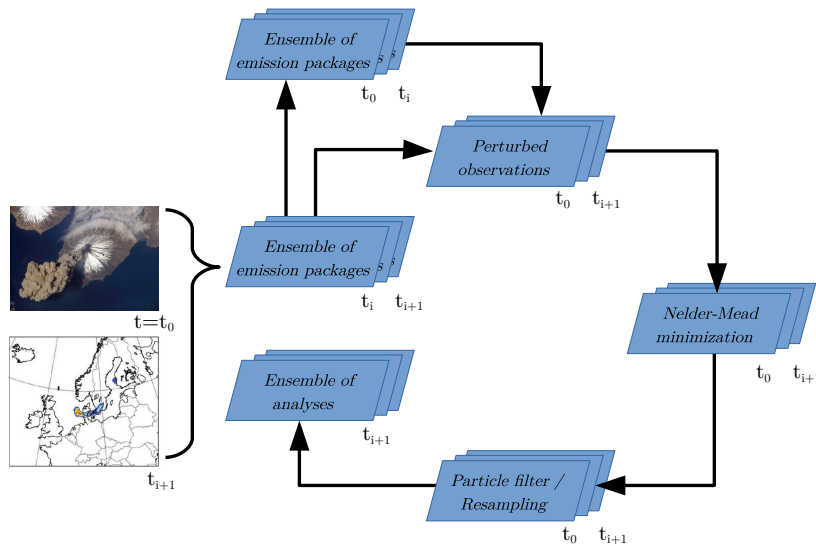 Ensemble of
emission packages
s
t₀ tᵢ
Perturbed
observations
t₀ tᵢ₊₁
Ensemble of
emission packages
s
tᵢ tᵢ₊₁
t=t₀
tᵢ₊₁
Nelder-Mead
minimization
t₀ tᵢ₊₁
Ensemble of
analyses
tᵢ₊₁
Particle filter /
Resampling
t₀ tᵢ₊₁